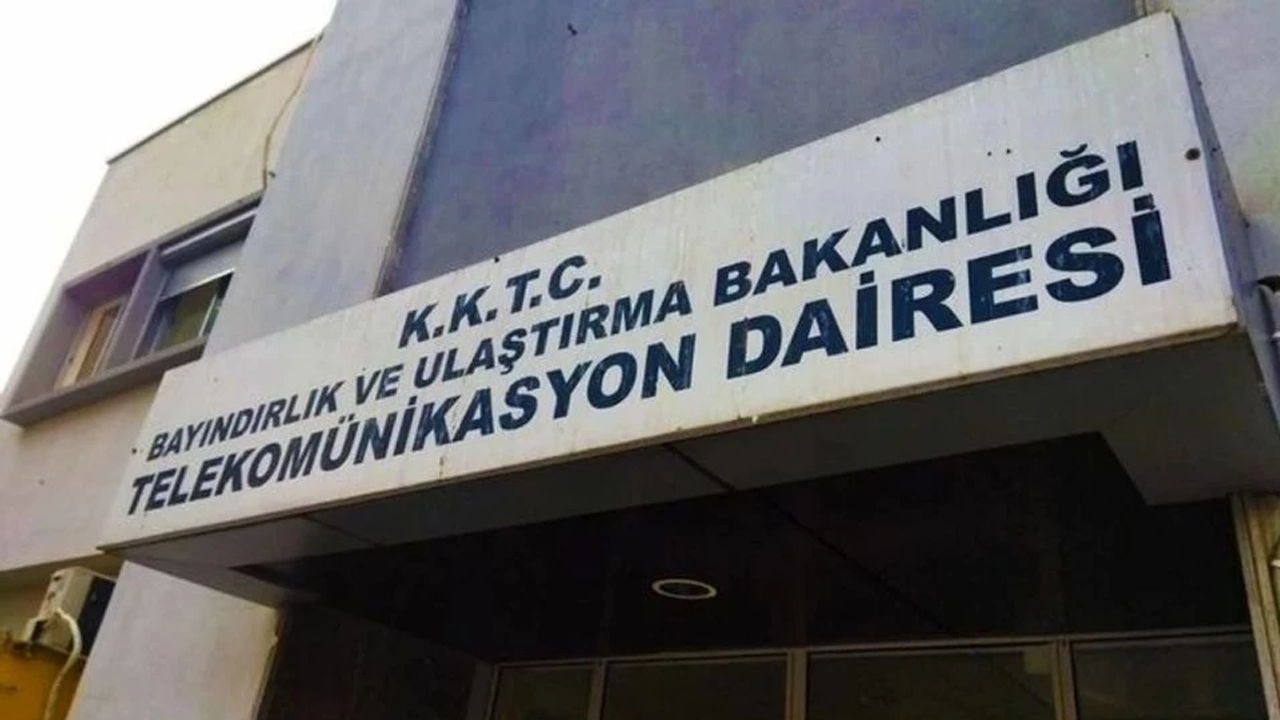 K.K.T.C.
BAYINDIRLIK VE ULAŞTIRMA BAKANLIĞI
TELEKOMÜNİKASYON DAİRESİ